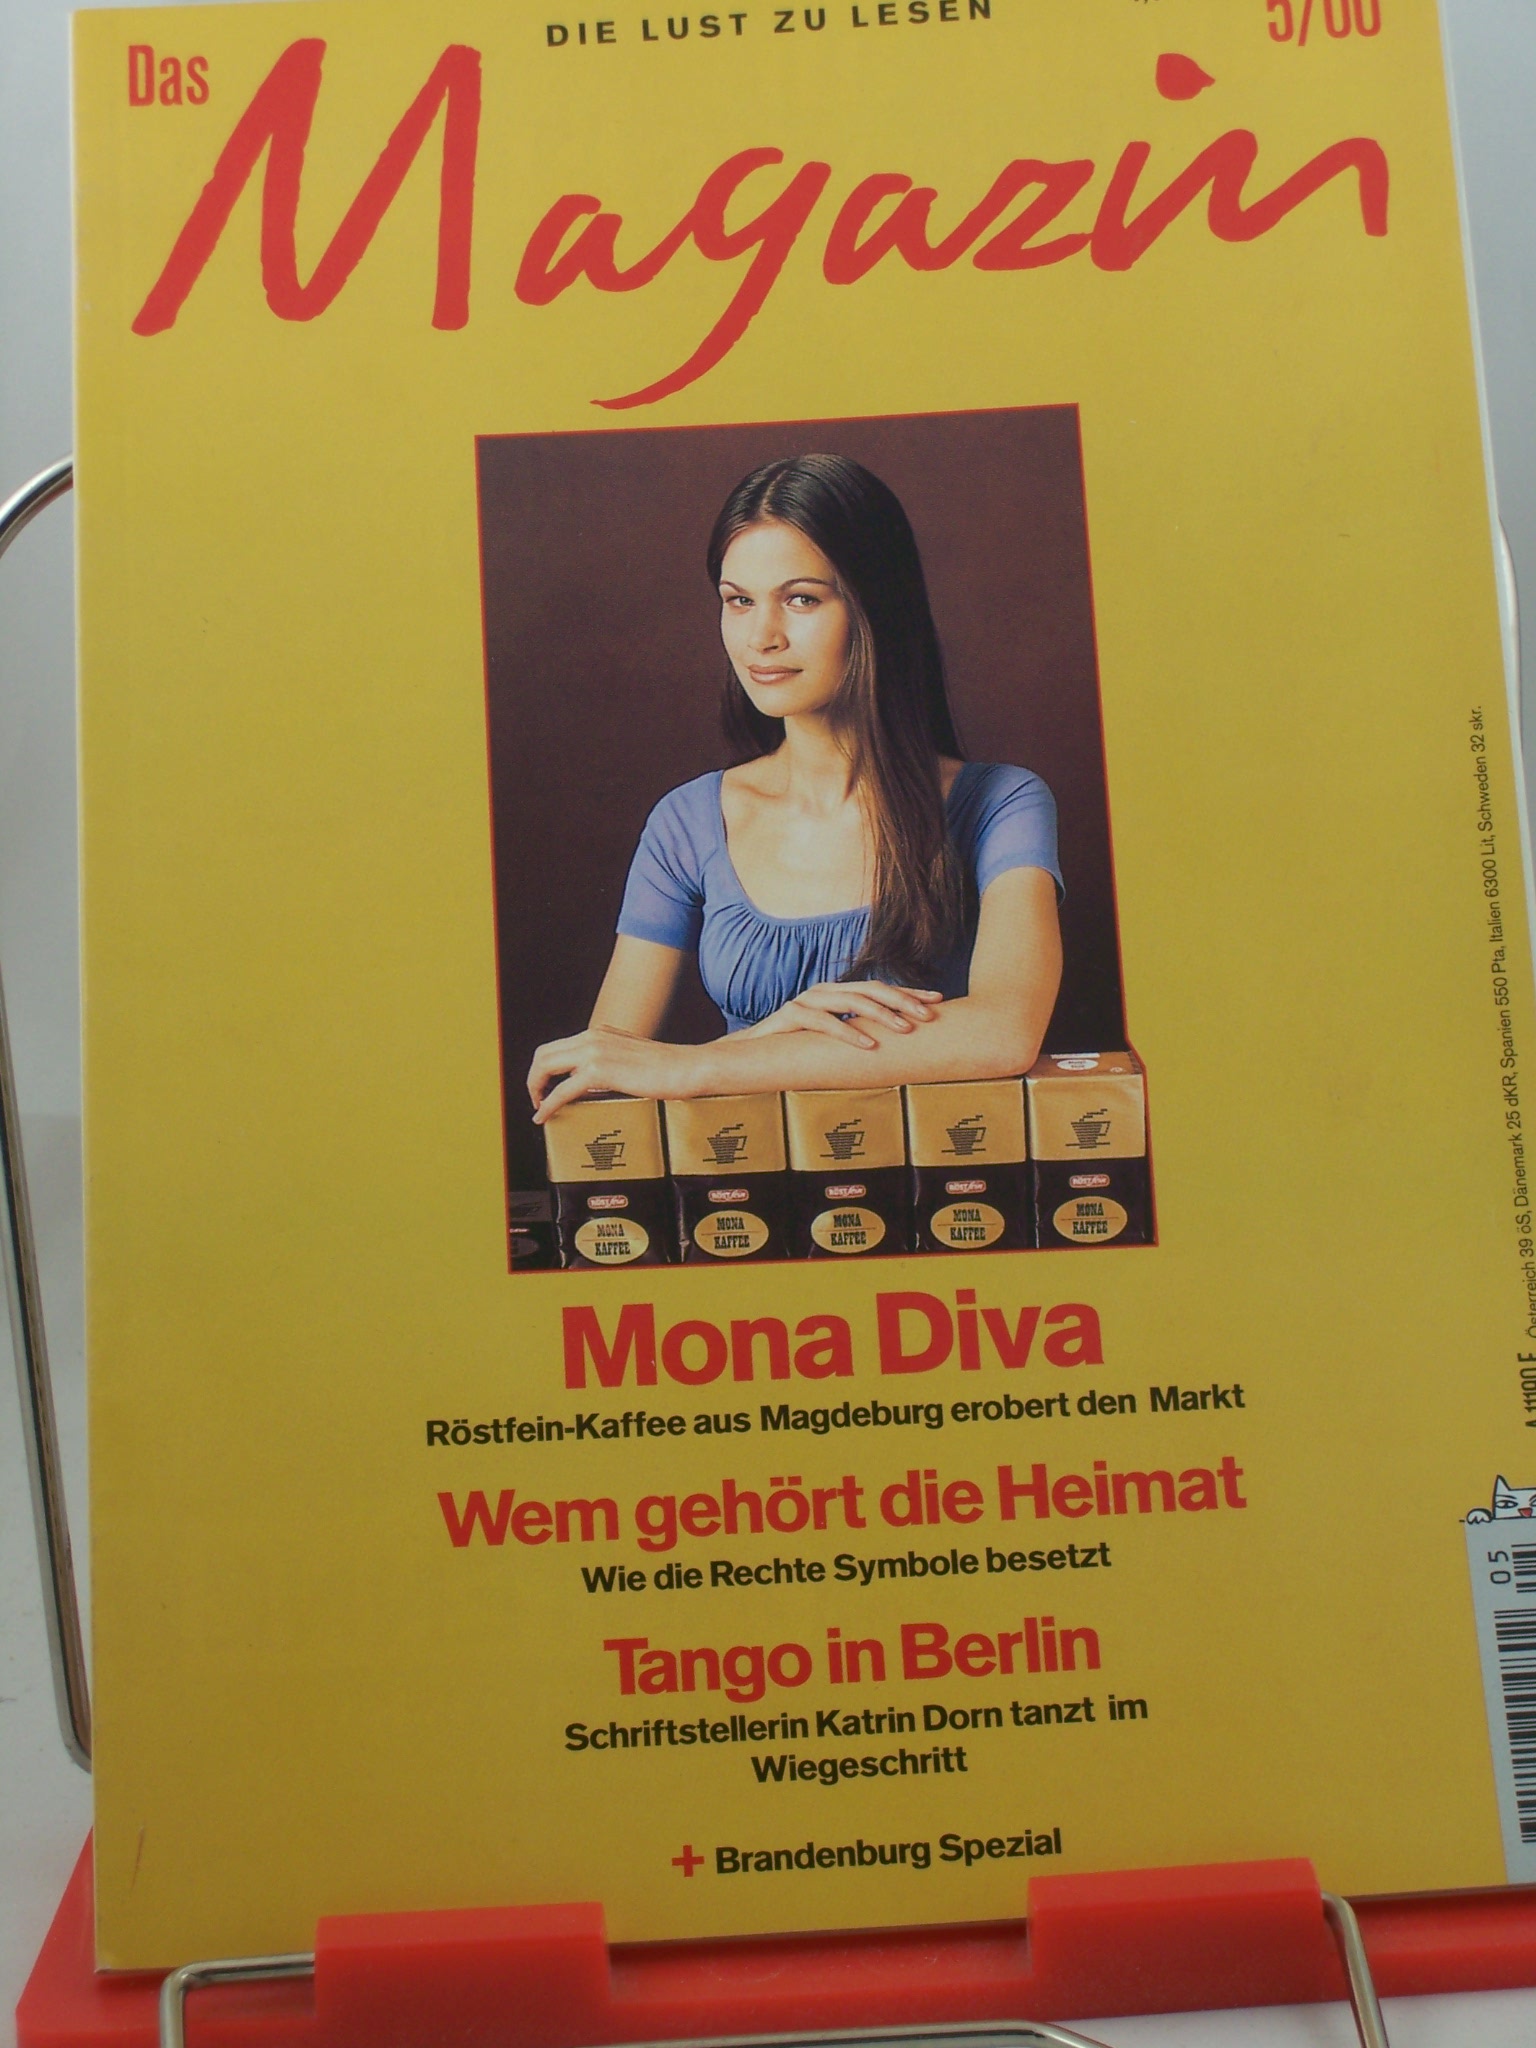 DIE LUST ZU LESEN
5/00
Das
Magazin
MONA KAFFEE
MONA KAFFEE
MONA KAFFEE
MONA KAFFEE
MONA KAFFEE
Mona Diva
Röstfein-Kaffee aus Magdeburg erobert den Markt
Wem gehört die Heimat
Wie die Rechte Symbole besetzt
Tango in Berlin
Schriftstellerin Katrin Dorn tanzt im
Wiegeschritt
+ Brandenburg Spezial
Österreich 39 öS, Dänemark 25 dKR, Spanien 550 Pta, Italien 6300 Lit, Schweden 32 skr.
05